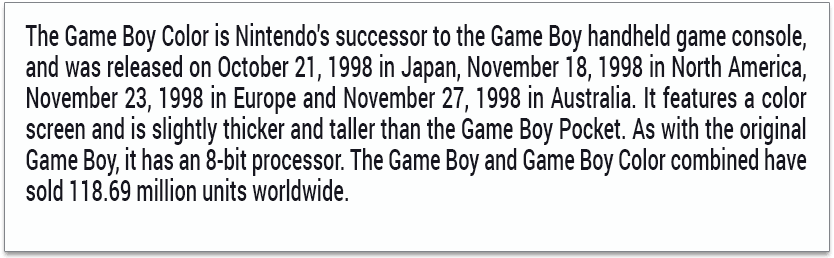 The Game Boy Color is Nintendo's successor to the Game Boy handheld game console,
and was released on October 21, 1998 in Japan, November 18, 1998 in North America,
November 23, 1998 in Europe and November 27, 1998 in Australia. It features a color
screen and is slightly thicker and taller than the Game Boy Pocket. As with the original
Game Boy, it has an 8-bit processor. The Game Boy and Game Boy Color combined have
sold 118.69 million units worldwide.